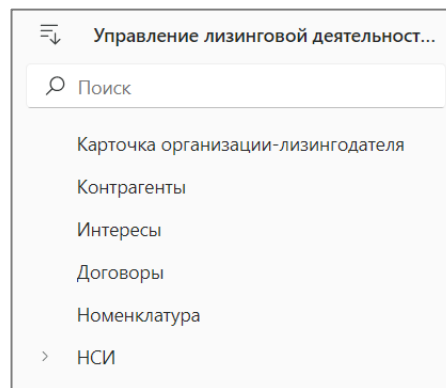 Управление лизинговой деятельност...
Поиск
Карточка организации-лизингодателя
Контрагенты
Интересы
Договоры
Номенклатура
НСИ